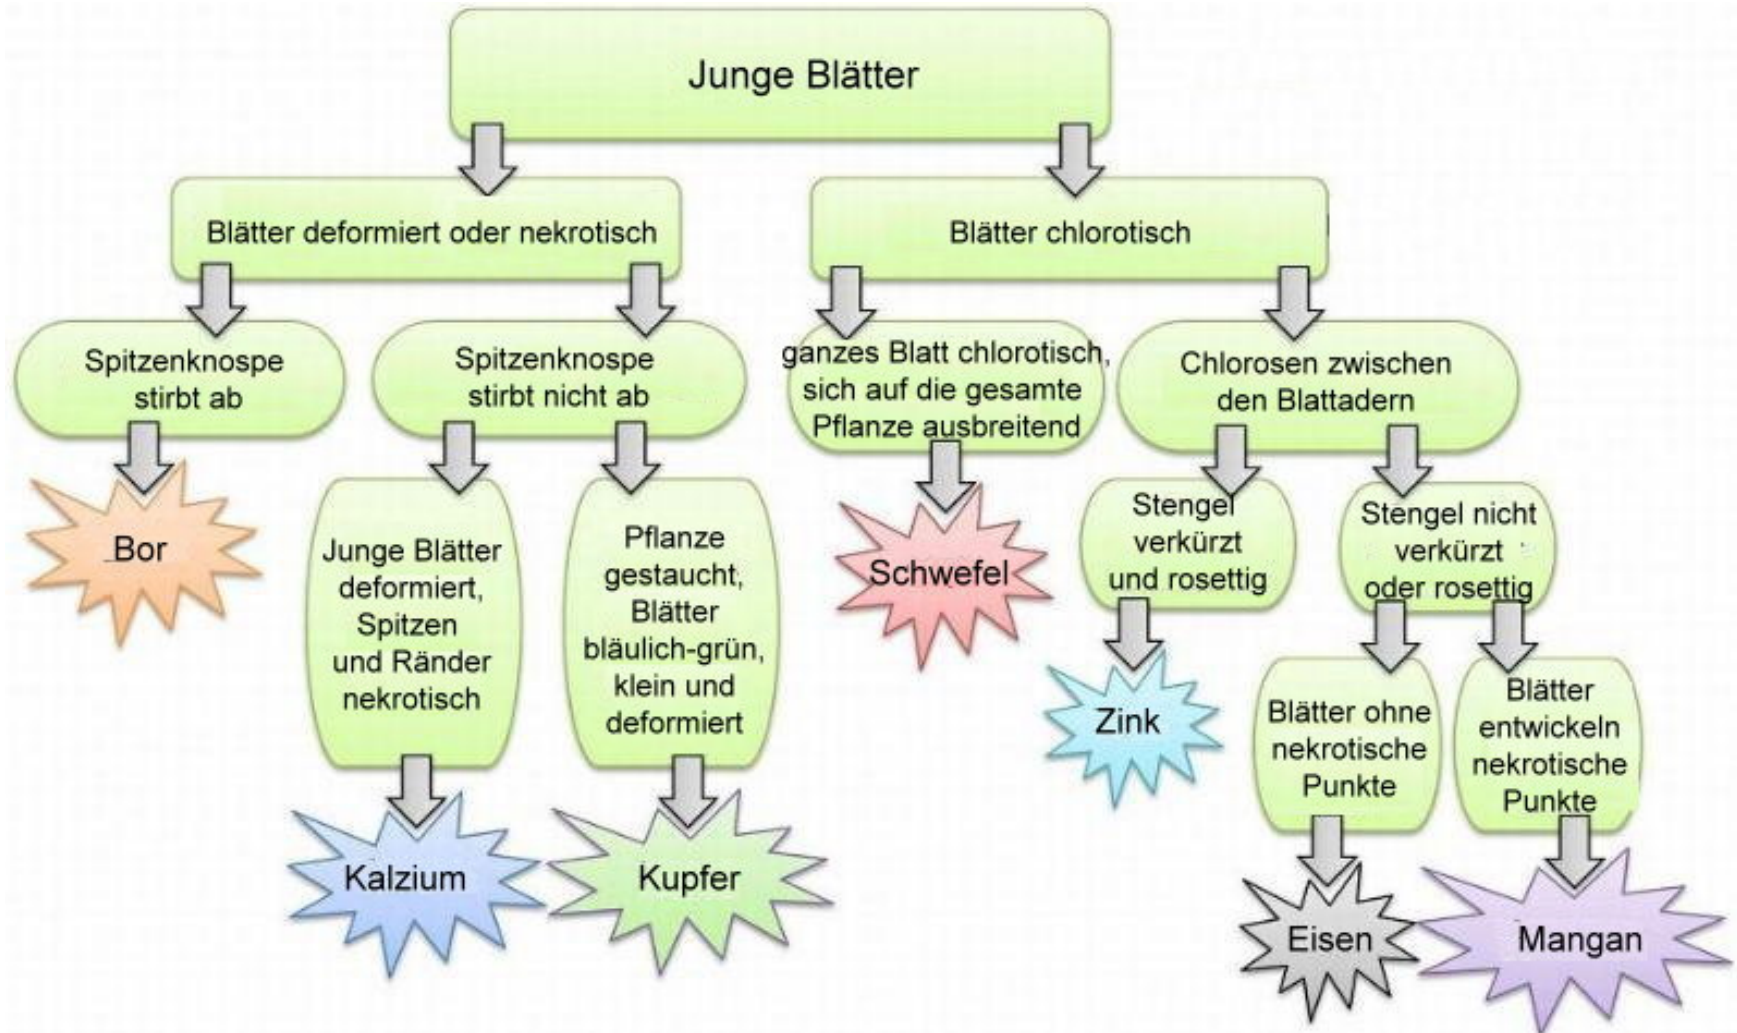 Junge Blätter
Blätter deformiert oder nekrotisch
Blätter chlorotisch
Spitzenknospe
stirbt ab
Spitzenknospe
stirbt nicht ab
ganzes Blatt chlorotisch,
sich auf die gesamte
Pflanze ausbreitend
Chlorosen zwischen
den Blattadern
Bor
Junge Blätter
deformiert,
Spitzen
und Ränder
nekrotisch
Pflanze
gestaucht,
Blätter
bläulich-grün,
klein und
deformiert
Schwefel
Stengel
verkürzt
und rosettig
Stengel nicht
verkürzt
oder rosettig
Zink
Blätter ohne
nekrotische
Punkte
Blätter
entwickeln
nekrotische
Punkte
Kalzium
Kupfer
Eisen
Mangan